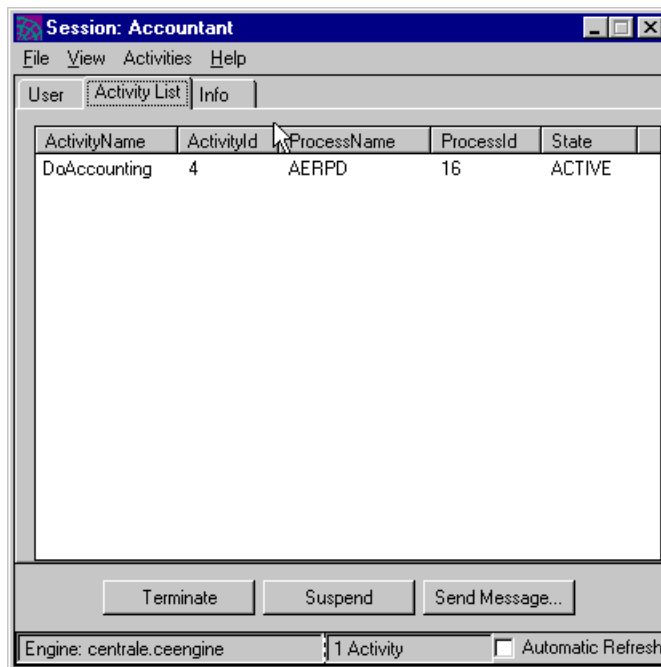 Session: Accountant
File View Activities Help
User Activity List Info
ActivityName ActivityId ProcessName ProcessId State
DoAccounting 4 AERPD 16 ACTIVE
Terminate Suspend Send Message...
Engine: centrale.ceengine 1 Activity Automatic Refresh